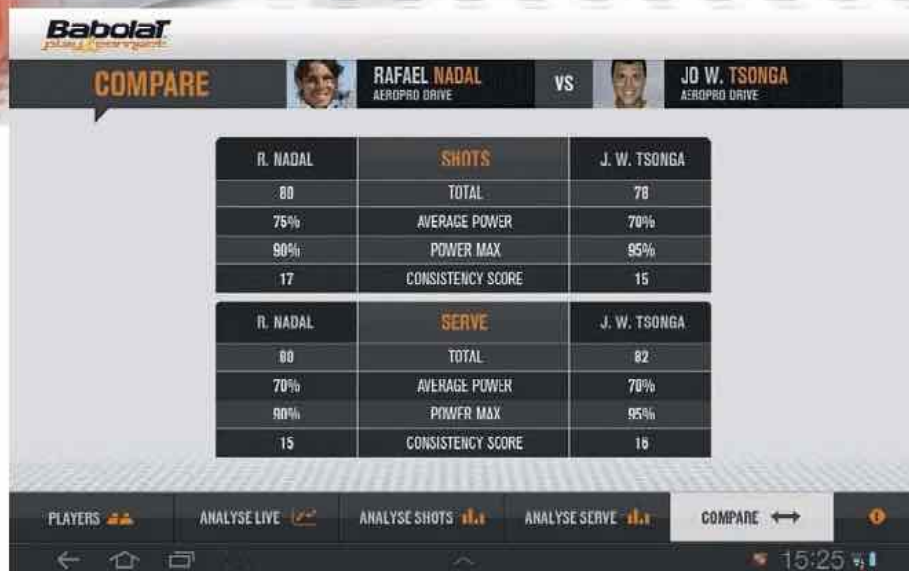 BabolaT
play & connect
COMPARE
RAFAEL NADAL VS JO W. TSONGA
AEROPRO DRIVE AEROPRO DRIVE
R. NADAL SHOTS J. W. TSONGA
80 TOTAL 78
75% AVERAGE POWER 70%
90% POWER MAX 95%
17 CONSISTENCY SCORE 15
R. NADAL SERVE J. W. TSONGA
80 TOTAL 82
70% AVERAGE POWER 70%
90% POWER MAX 95%
15 CONSISTENCY SCORE 16
PLAYERS ANALYSE LIVE ANALYSE SHOTS ANALYSE SERVE COMPARE
15:25